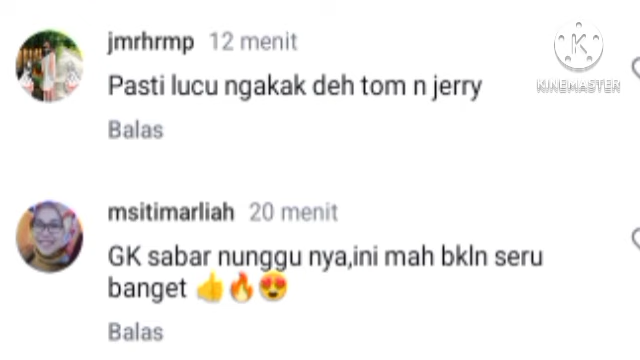 jmrhrmp 12 menit
Pasti lucu ngakak deh tom n jerry
Balas
KINEMASTER
msitimarliah 20 menit
GK sabar nunggu nya,ini mah bkln seru
banget 👍🔥😍
Balas